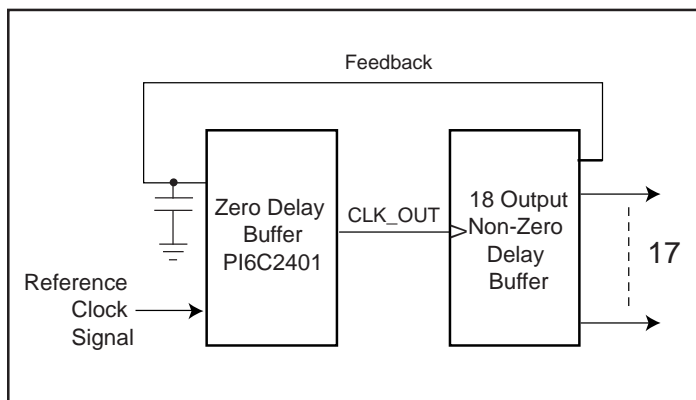 Feedback
Zero Delay
Buffer
PI6C2401
CLK_OUT
18 Output
Non-Zero
Delay
Buffer
17
Reference
Clock
Signal